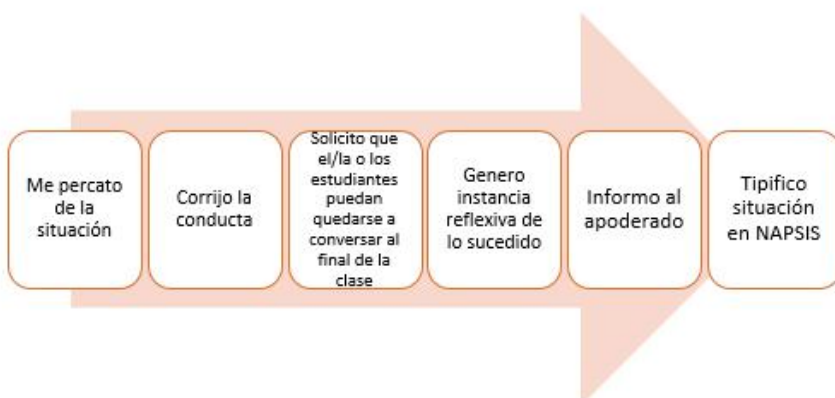 Me percato
de la
situación
Corrijo la
conducta
Solicito que
el/la o los
estudiantes
puedan
quedarse a
conversar al
final de la
clase
Genero
instancia
reflexiva de
lo sucedido
Informo al
apoderado
Tipifico
situación
en NAPSIS